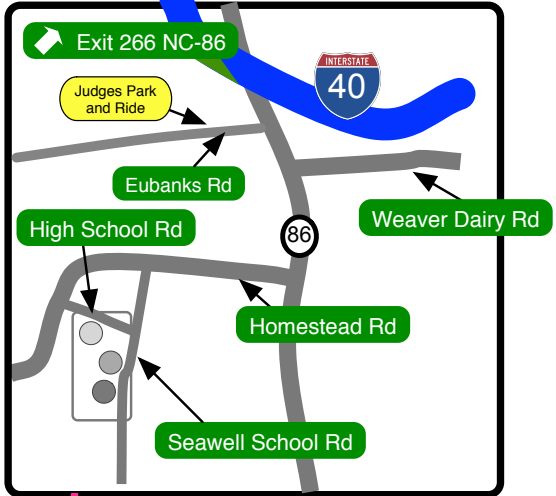 Exit 266 NC-86
INTERSTATE
40
Judges Park
and Ride
Eubanks Rd
Weaver Dairy Rd
High School Rd
86
Homestead Rd
Seawell School Rd